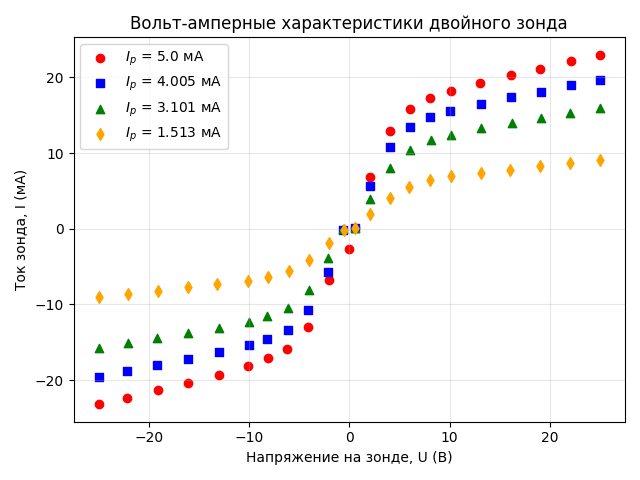 Вольт-амперные характеристики двойного зонда
I_p = 5.0 мА
I_p = 4.005 мА
I_p = 3.101 мА
I_p = 1.513 мА
Ток зонда, I (мА)
20
10
0
−10
−20
−20 −10 0 10 20
Напряжение на зонде, U (В)